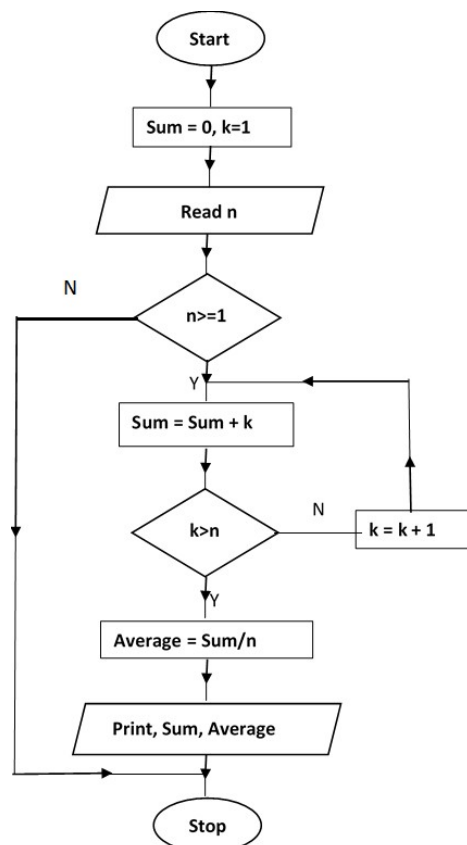 Start
Sum = 0, k=1
Read n
N
n>=1
Y
Sum = Sum + k
k>n
N
k = k + 1
Y
Average = Sum/n
Print, Sum, Average
Stop